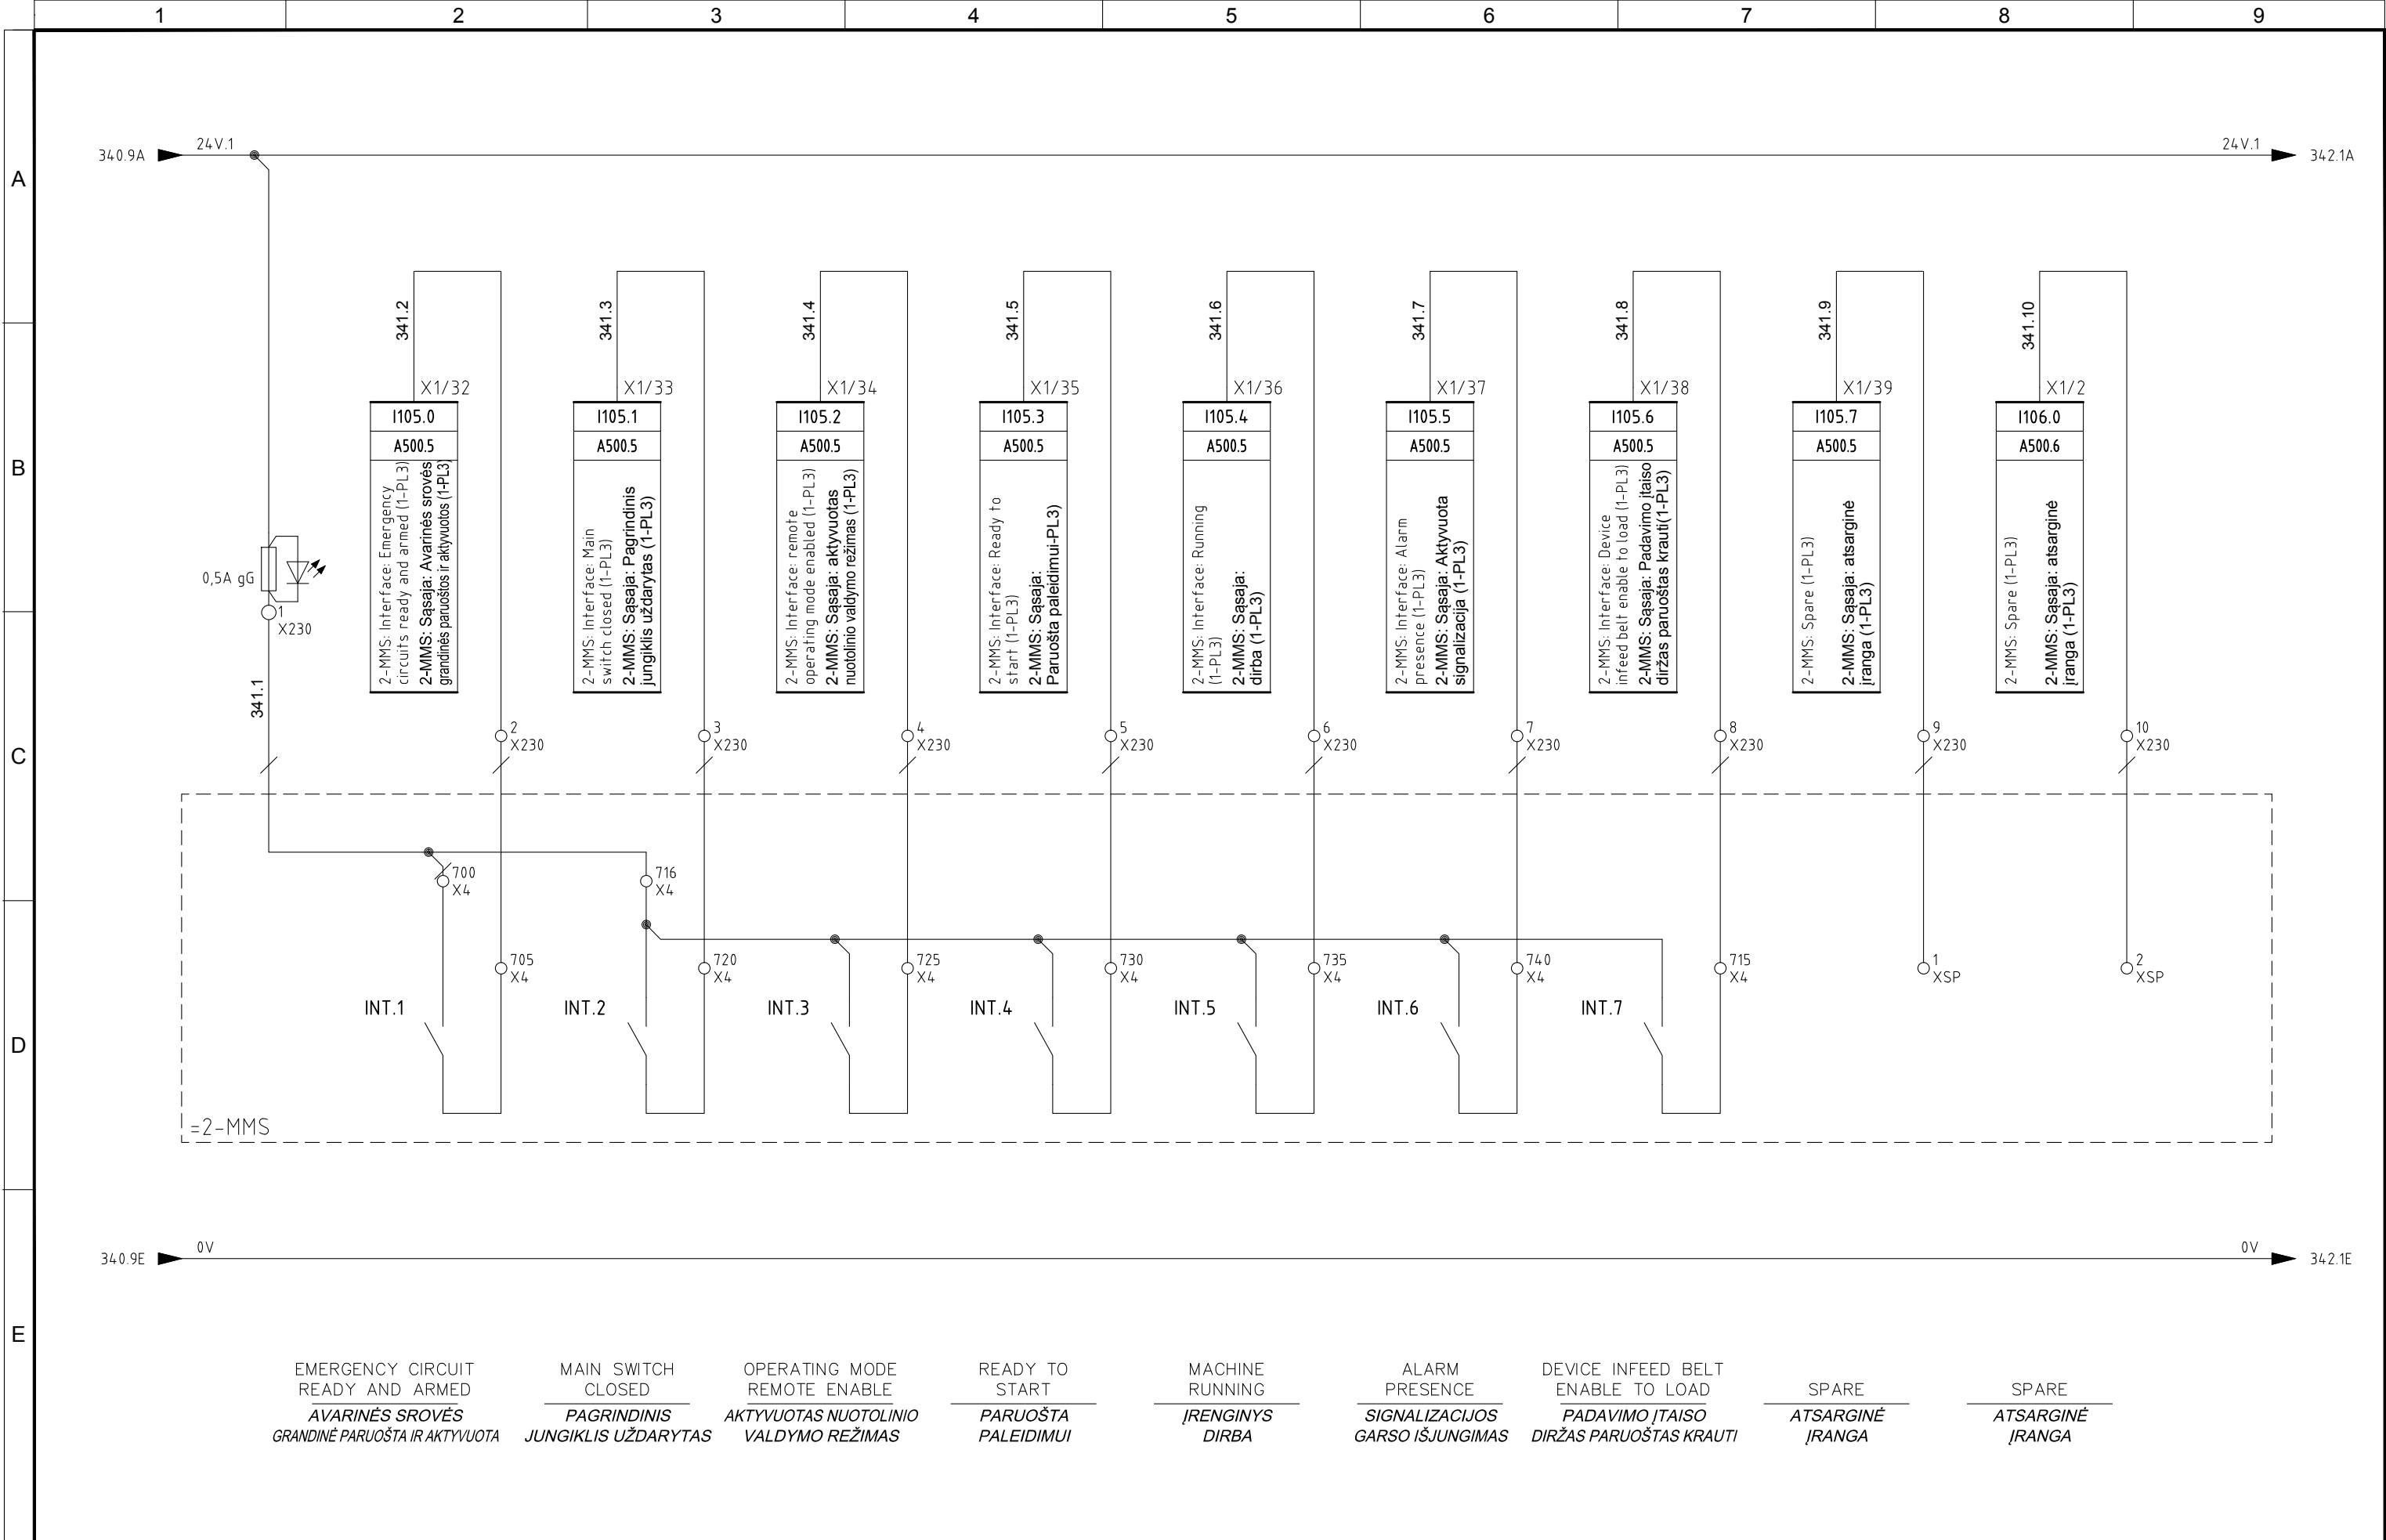 1 2 3 4 5 6 7 8 9
A
B
C
D
E
340.9A
24V.1
24V.1
342.1A
341.2
341.3
341.4
341.5
341.6
341.7
341.8
341.9
341.10
X1/32
X1/33
X1/34
X1/35
X1/36
X1/37
X1/38
X1/39
X1/2
I105.0
I105.1
I105.2
I105.3
I105.4
I105.5
I105.6
I105.7
I106.0
A500.5
A500.5
A500.5
A500.5
A500.5
A500.5
A500.5
A500.5
A500.6
2-MMS: Interface: Emergency
circuits ready and armed (1-PL3)
2-MMS: Sąsaja: Avarinės srovės
grandinės paruoštos ir aktyvuotos (1-PL3)
2-MMS: Interface: Main
switch closed (1-PL3)
2-MMS: Sąsaja: Pagrindinis
jungiklis uždarytas (1-PL3)
2-MMS: Interface: remote
operating mode enabled (1-PL3)
2-MMS: Sąsaja: aktyvuotas
nuotolinio valdymo režimas (1-PL3)
2-MMS: Interface: Ready to
start (1-PL3)
2-MMS: Sąsaja:
Paruošta paleidimui-PL3)
2-MMS: Interface: Running
(1-PL3)
2-MMS: Sąsaja:
dirba (1-PL3)
2-MMS: Interface: Alarm
presence (1-PL3)
2-MMS: Sąsaja: Aktyvuota
signalizacija (1-PL3)
2-MMS: Interface: Device
infeed belt enable to load (1-PL3)
2-MMS: Sąsaja: Padavimo įtaiso
diržas paruoštas krauti(1-PL3)
2-MMS: Spare (1-PL3)
2-MMS: Sąsaja: atsarginė
įranga (1-PL3)
2-MMS: Spare (1-PL3)
2-MMS: Sąsaja: atsarginė
įranga (1-PL3)
0,5A gG
1
X230
341.1
2
X230
3
X230
4
X230
5
X230
6
X230
7
X230
8
X230
9
X230
10
X230
700
X4
716
X4
705
X4
720
X4
725
X4
730
X4
735
X4
740
X4
715
X4
1
XSP
2
XSP
INT.1
INT.2
INT.3
INT.4
INT.5
INT.6
INT.7
=2-MMS
340.9E
0V
0V
342.1E
EMERGENCY CIRCUIT
READY AND ARMED
AVARINĖS SROVĖS
GRANDINĖ PARUOŠTA IR AKTYVUOTA
MAIN SWITCH
CLOSED
PAGRINDINIS
JUNGIKLIS UŽDARYTAS
OPERATING MODE
REMOTE ENABLE
AKTYVUOTAS NUOTOLINIO
VALDYMO REŽIMAS
READY TO
START
PARUOŠTA
PALEIDIMUI
MACHINE
RUNNING
ĮRENGINYS
DIRBA
ALARM
PRESENCE
SIGNALIZACIJOS
GARSO IŠJUNGIMAS
DEVICE INFEED BELT
ENABLE TO LOAD
PADAVIMO ĮTAISO
DIRŽAS PARUOŠTAS KRAUTI
SPARE
ATSARGINĖ
ĮRANGA
SPARE
ATSARGINĖ
ĮRANGA